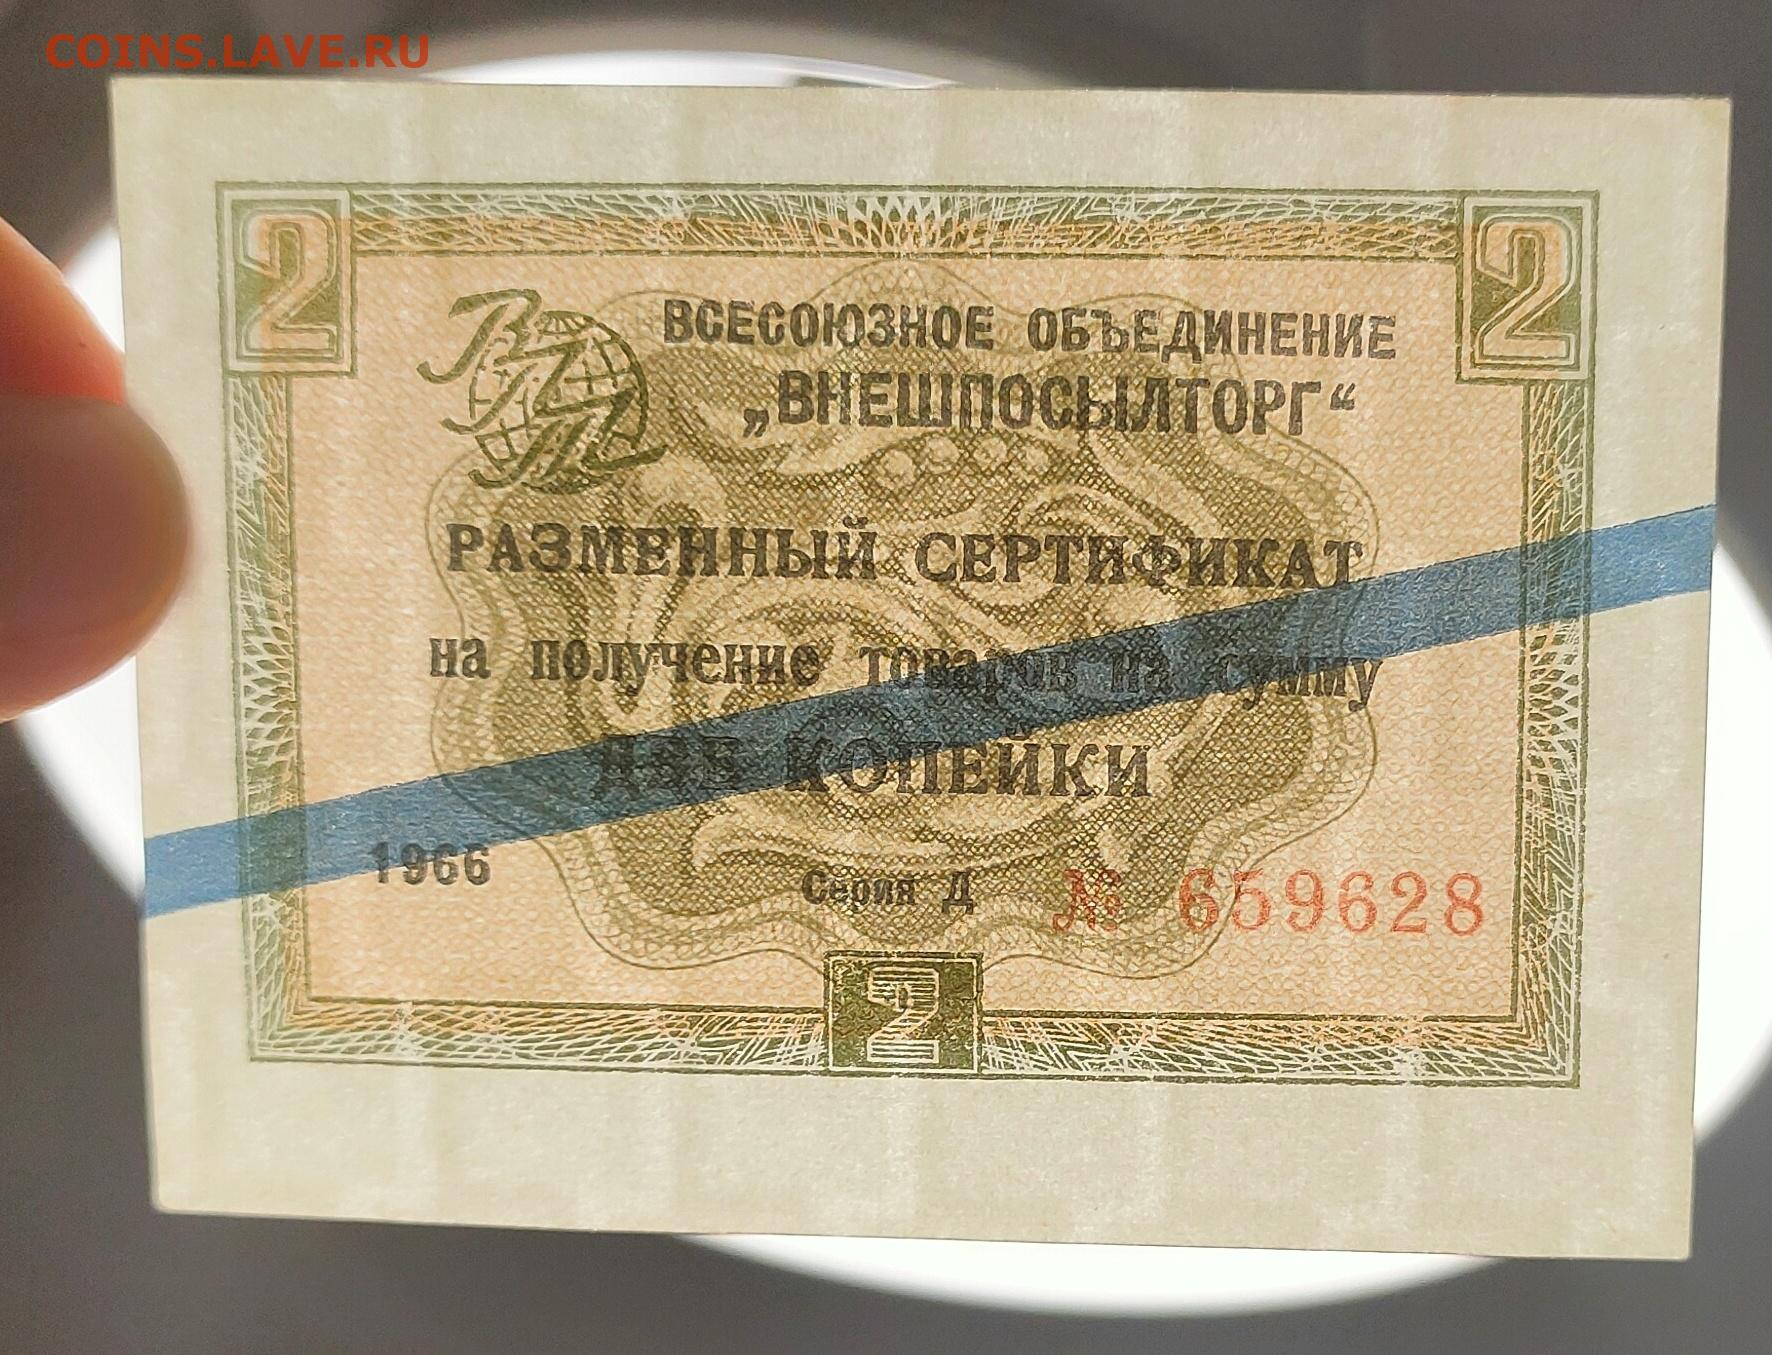 COINS.LAVE.RU
2
2
ВПТ
ВСЕСОЮЗНОЕ ОБЪЕДИНЕНИЕ
„ВНЕШПОСЫЛТОРГ“
РАЗМЕННЫЙ СЕРТИФИКАТ
на получение товаров на сумму
ДВЕ КОПЕЙКИ
1966
Серия Д № 659628
2